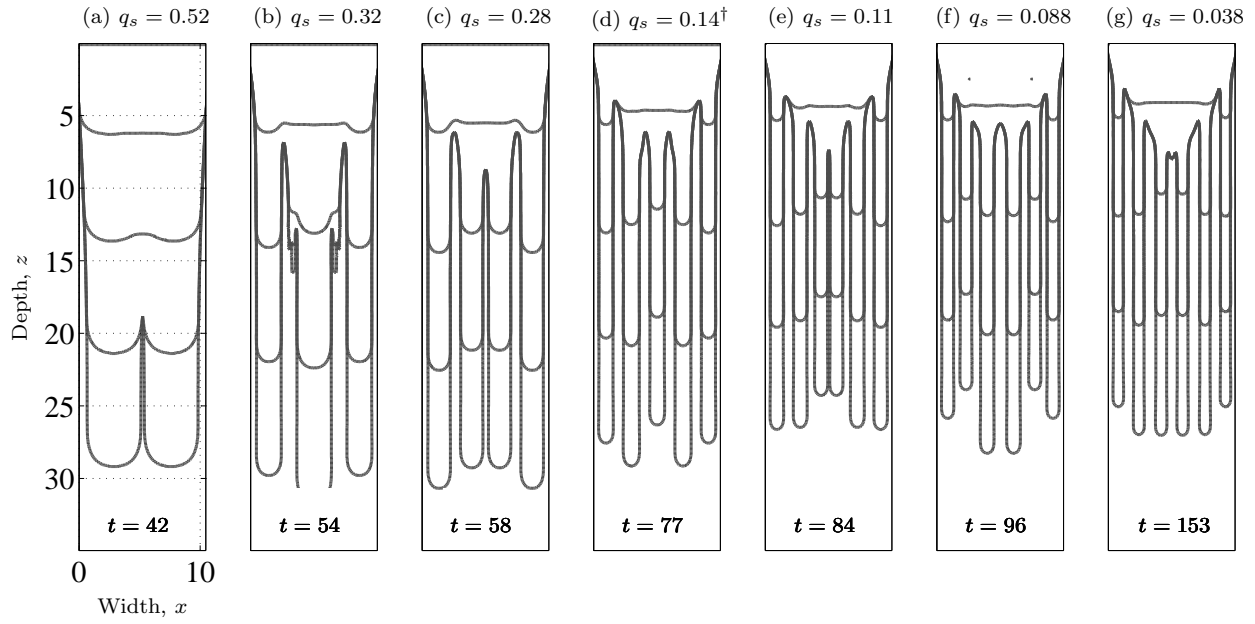 (a) q_s = 0.52
(b) q_s = 0.32
(c) q_s = 0.28
(d) q_s = 0.14†
(e) q_s = 0.11
(f) q_s = 0.088
(g) q_s = 0.038
5
10
15
20
25
30
Depth, z
t = 42
t = 54
t = 58
t = 77
t = 84
t = 96
t = 153
0
10
Width, x